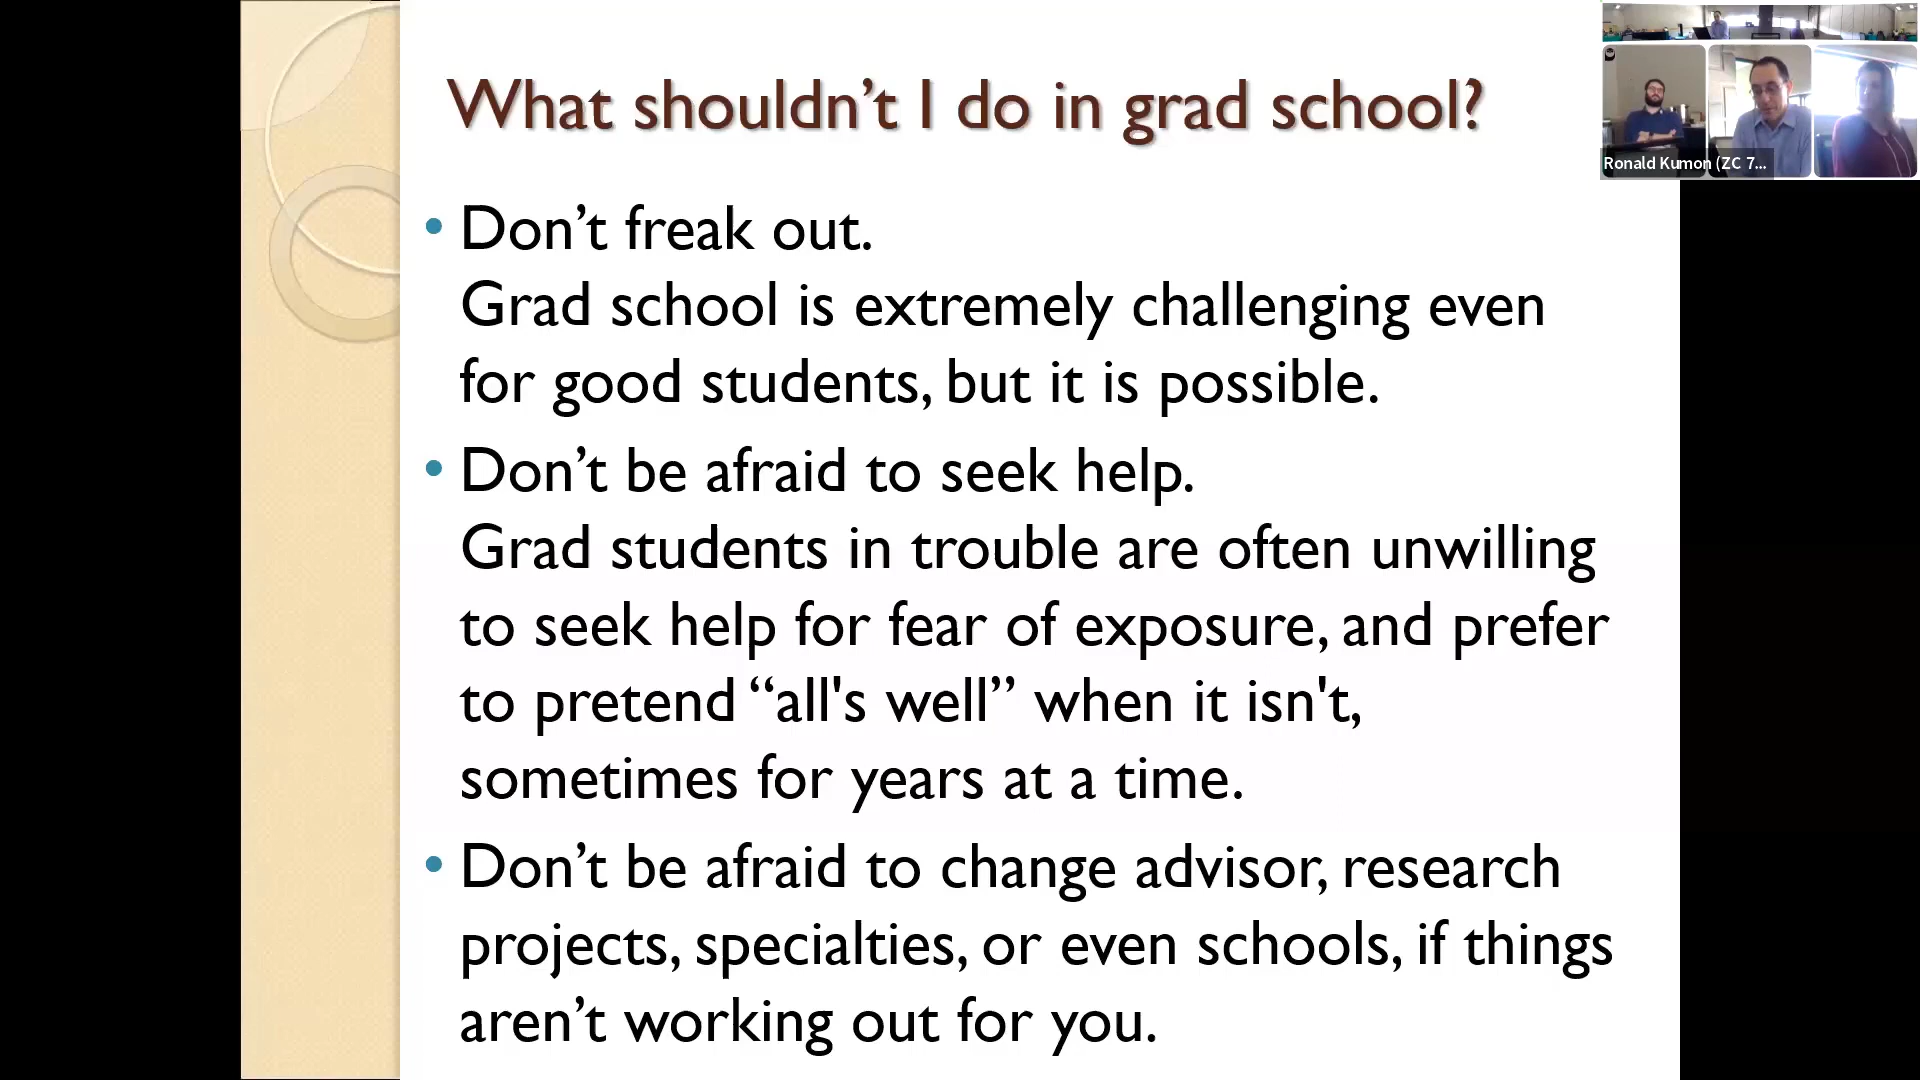 What shouldn’t I do in grad school?
• Don’t freak out.
Grad school is extremely challenging even
for good students, but it is possible.
• Don’t be afraid to seek help.
Grad students in trouble are often unwilling
to seek help for fear of exposure, and prefer
to pretend “all's well” when it isn't,
sometimes for years at a time.
• Don’t be afraid to change advisor, research
projects, specialties, or even schools, if things
aren’t working out for you.
Ronald Kumon (ZC 7...